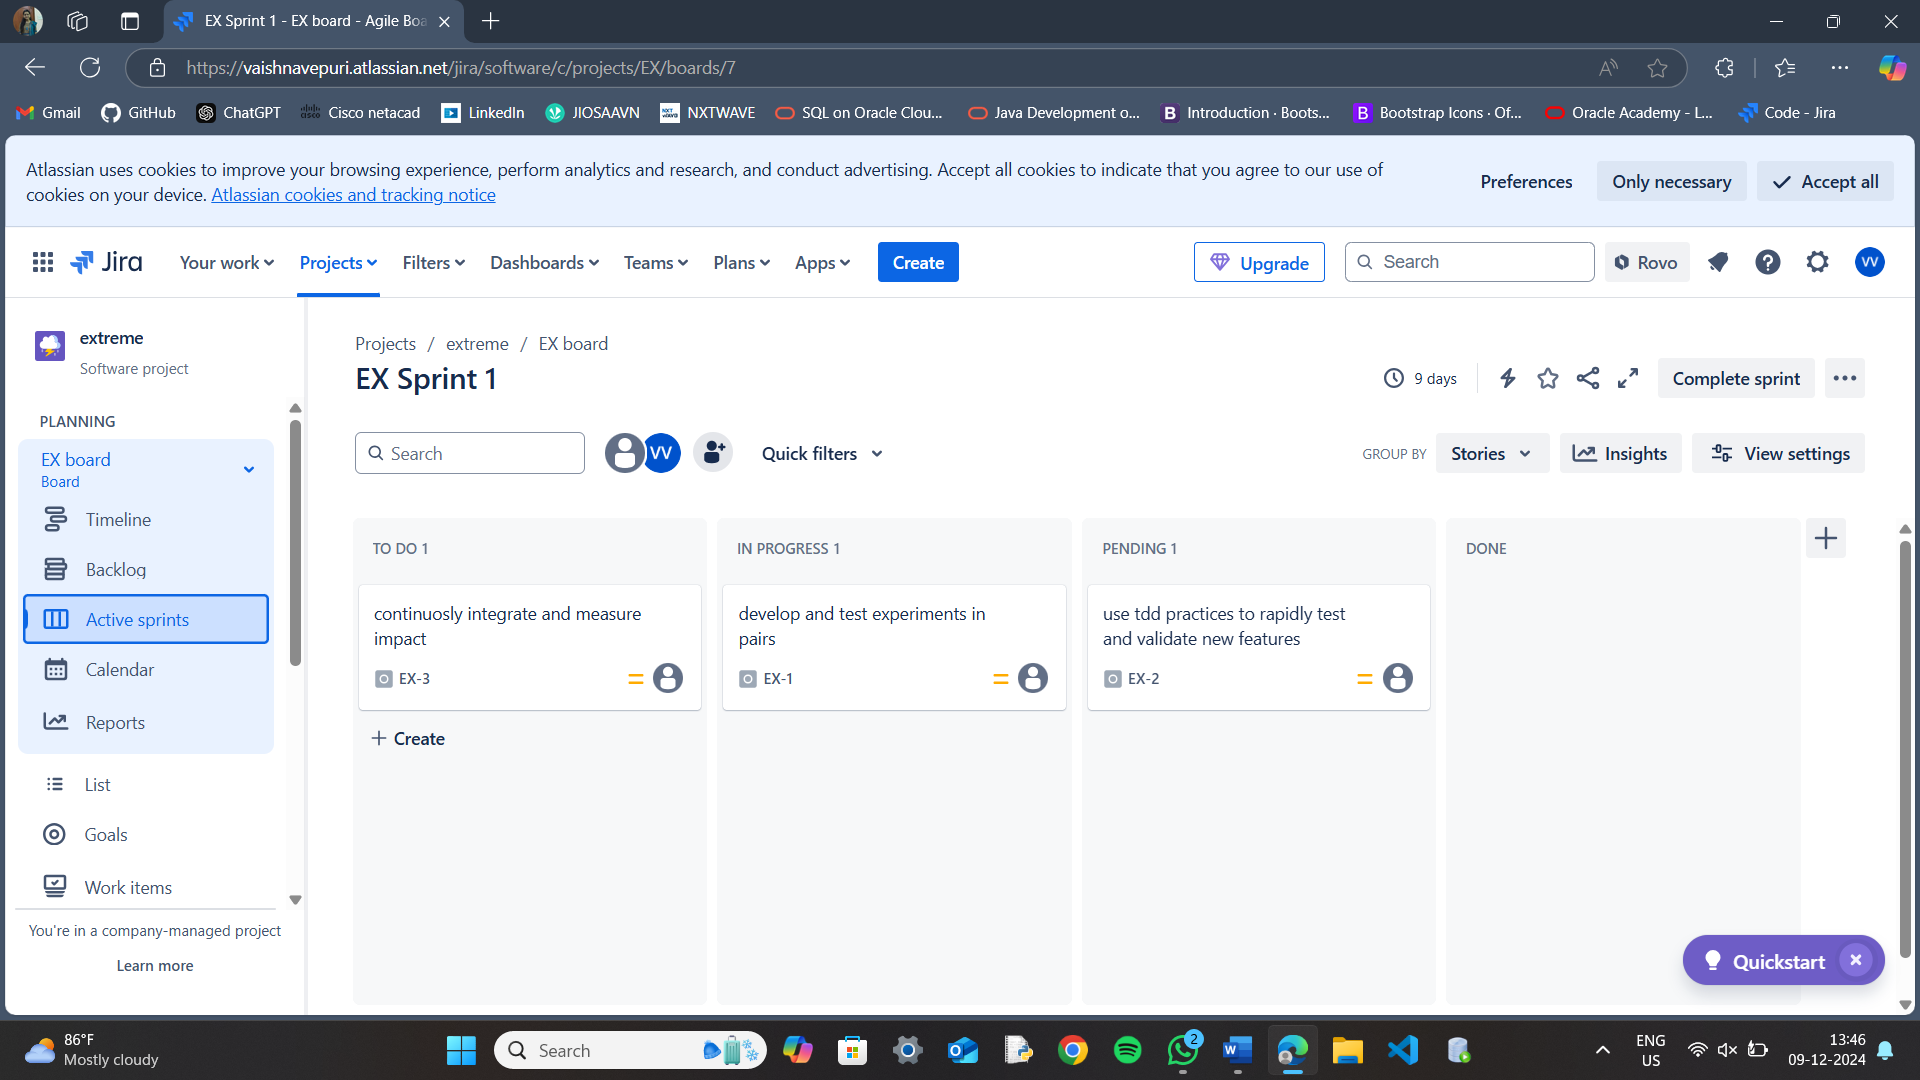 EX Sprint 1 - EX board - Agile Boa
https://vaishnavepuri.atlassian.net/jira/software/c/projects/EX/boards/7
Gmail GitHub ChatGPT Cisco netacad LinkedIn JIOSAAVN NXTWAVE SQL on Oracle Clou... Java Development o... Introduction · Boots... Bootstrap Icons · Of... Oracle Academy - L... Code - Jira
Atlassian uses cookies to improve your browsing experience, perform analytics and research, and conduct advertising. Accept all cookies to indicate that you agree to our use of
cookies on your device. Atlassian cookies and tracking notice
Preferences Only necessary Accept all
Jira Your work Projects Filters Dashboards Teams Plans Apps Create Upgrade Search Rovo VV
extreme
Software project
PLANNING
EX board
Board
Timeline
Backlog
Active sprints
Calendar
Reports
List
Goals
Work items
You're in a company-managed project
Learn more
Projects / extreme / EX board
EX Sprint 1
9 days Complete sprint
Search VV Quick filters GROUP BY Stories Insights View settings
TO DO 1
continuosly integrate and measure
impact
EX-3
Create
IN PROGRESS 1
develop and test experiments in
pairs
EX-1
PENDING 1
use tdd practices to rapidly test
and validate new features
EX-2
DONE
Quickstart
86°F
Mostly cloudy
Search
2
ENG
US
13:46
09-12-2024